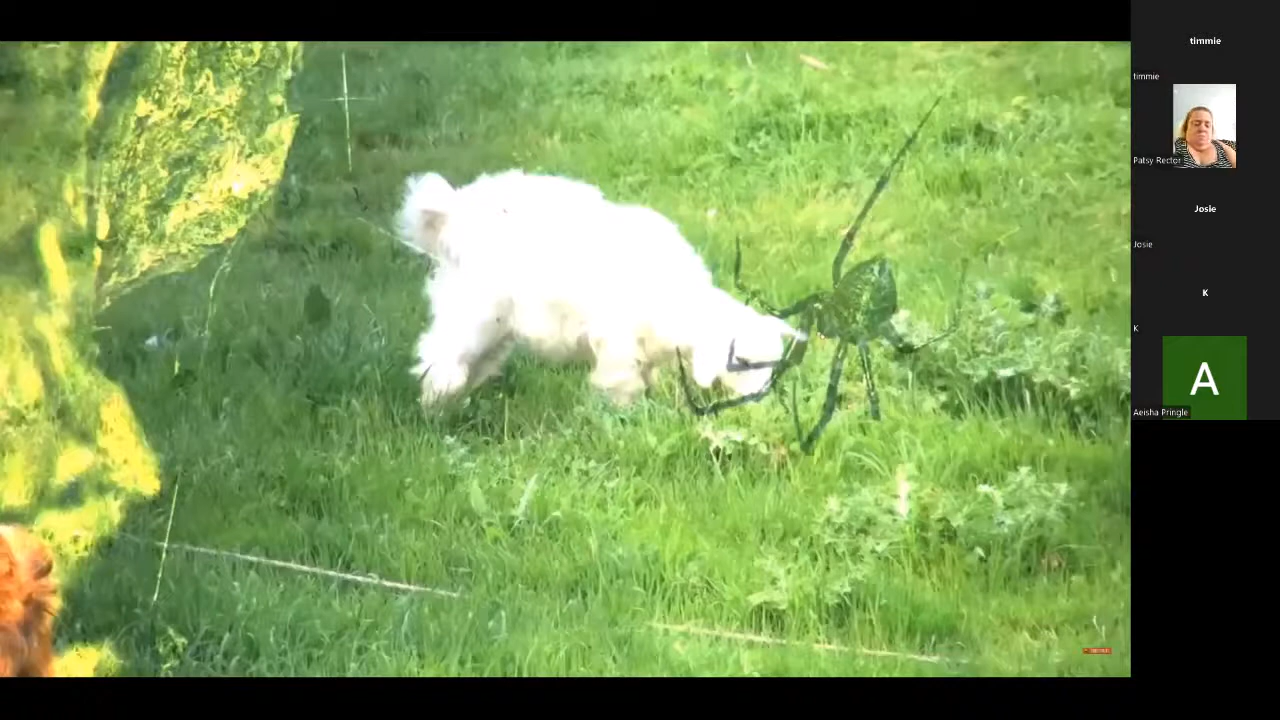 timmie
timmie
Patsy Rector
Josie
Josie
K
K
A
Aeisha Pringle